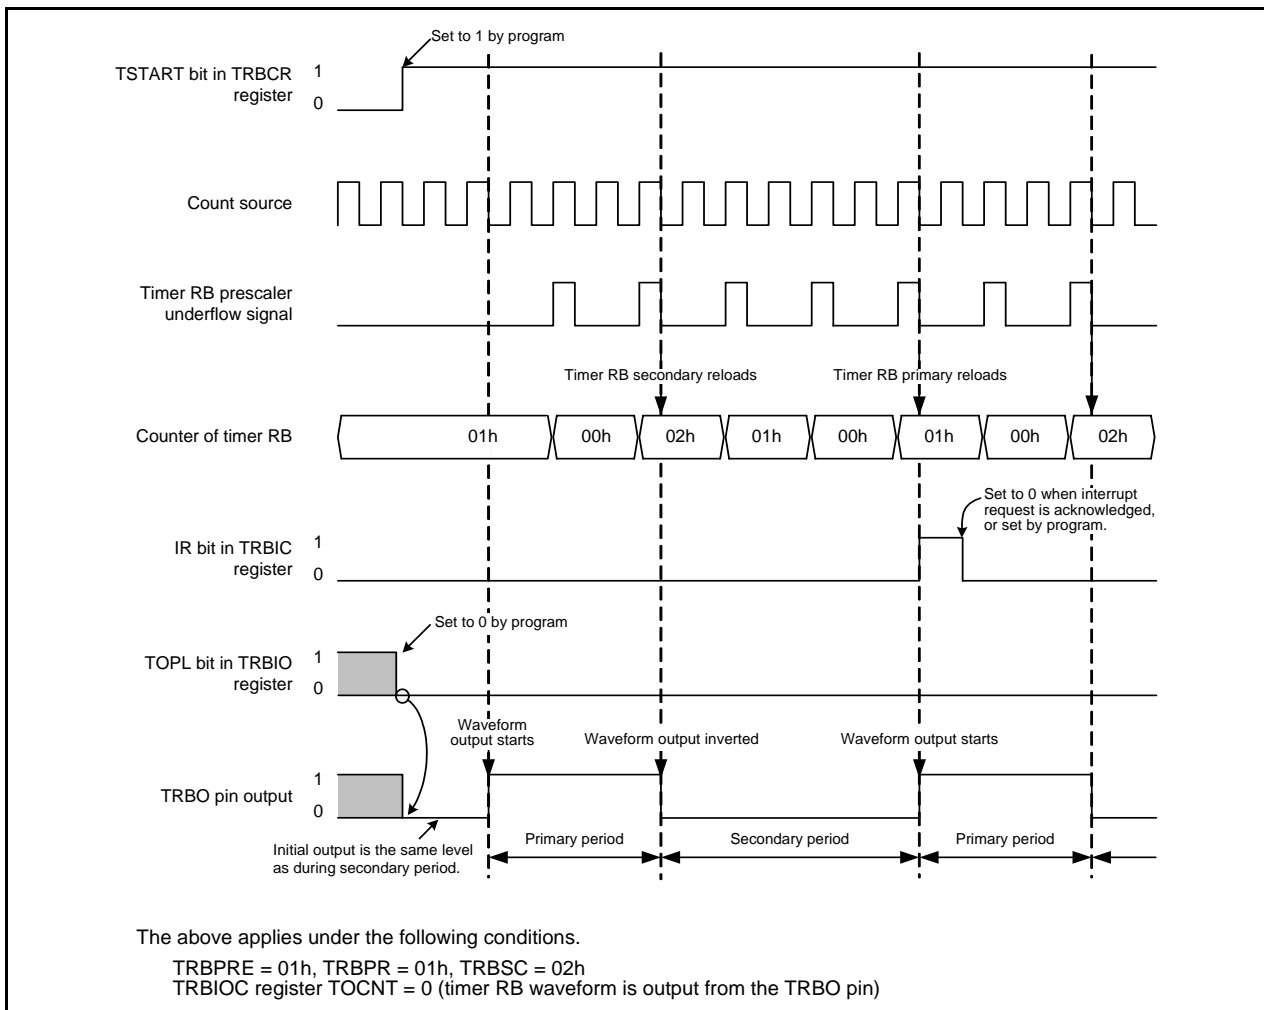 Set to 1 by program
TSTART bit in TRBCR
register
1
0
Count source
Timer RB prescaler
underflow signal
Timer RB secondary reloads
Timer RB primary reloads
Counter of timer RB
01h
00h
02h
01h
00h
01h
00h
02h
Set to 0 when interrupt
request is acknowledged,
or set by program.
IR bit in TRBIC
register
1
0
Set to 0 by program
TOPL bit in TRBIO
register
1
0
Waveform
output starts
Waveform output inverted
Waveform output starts
TRBO pin output
1
0
Initial output is the same level
as during secondary period.
Primary period
Secondary period
Primary period
The above applies under the following conditions.
TRBPRE = 01h, TRBPR = 01h, TRBSC = 02h
TRBIOC register TOCNT = 0 (timer RB waveform is output from the TRBO pin)